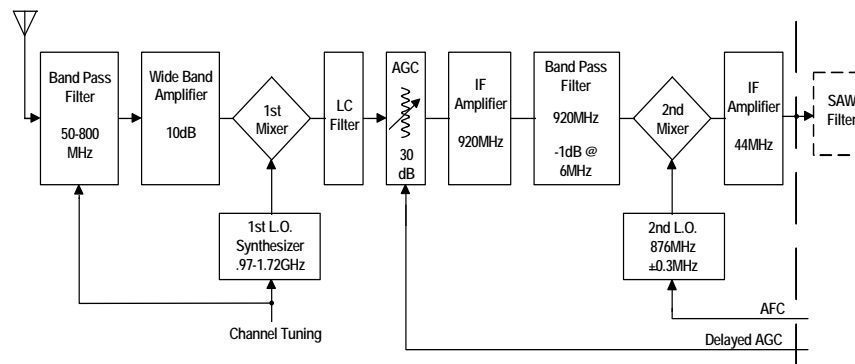 Band Pass
Filter
50-800
MHz
Wide Band
Amplifier
10dB
1st
Mixer
LC
Filter
AGC
30
dB
IF
Amplifier
920MHz
Band Pass
Filter
920MHz
-1dB @
6MHz
2nd
Mixer
IF
Amplifier
44MHz
SAW
Filter
1st L.O.
Synthesizer
.97-1.72GHz
2nd L.O.
876MHz
±0.3MHz
Channel Tuning
AFC
Delayed AGC